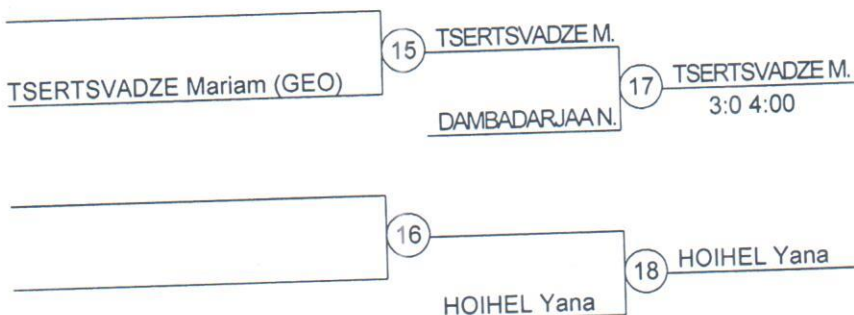 15
TSERTSVADZE M.
TSERTSVADZE Mariam (GEO)
17
TSERTSVADZE M.
3:0 4:00
DAMBADARJAA N.
16
18
HOIHEL Yana
HOIHEL Yana